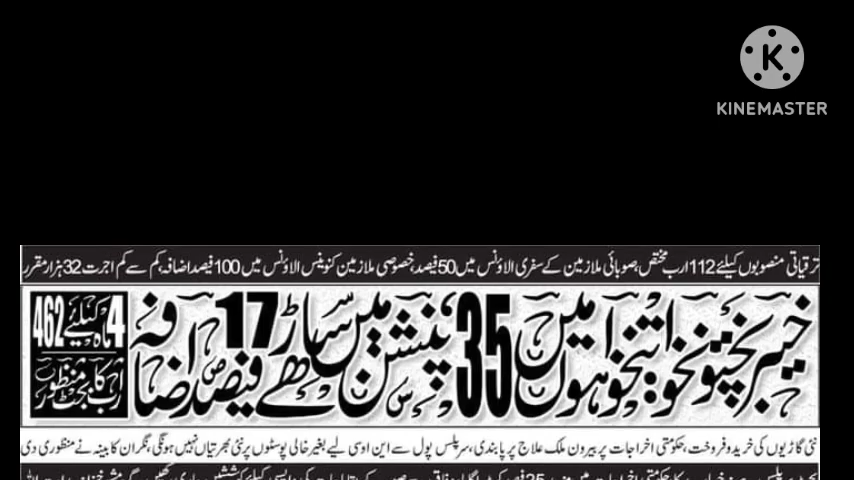 KINEMASTER
ترقیاتی منصوبوں کیلئے 112 ارب مختص، صوبائی ملازمین کے سفری الاؤنس میں 50 فیصد، خصوصی ملازمین کنوینس الاؤنس میں 100 فیصد اضافہ، کم سے کم اجرت 32 ہزار مقرر
خیبر پختونخوا، تنخواہوں میں 35، پنشن میں ساڑھے 17 فیصد اضافہ
4 ماہ کیلئے 462
ارب کا بجٹ منظور
نئی گاڑیوں کی خرید و فروخت، حکومتی اخراجات پر بیرون ملک علاج پر پابندی، سرپلس پول سے این او سی لیے بغیر خالی پوسٹوں پر نئی بھرتیاں نہیں ہونگی، نگران کابینہ نے منظوری دی